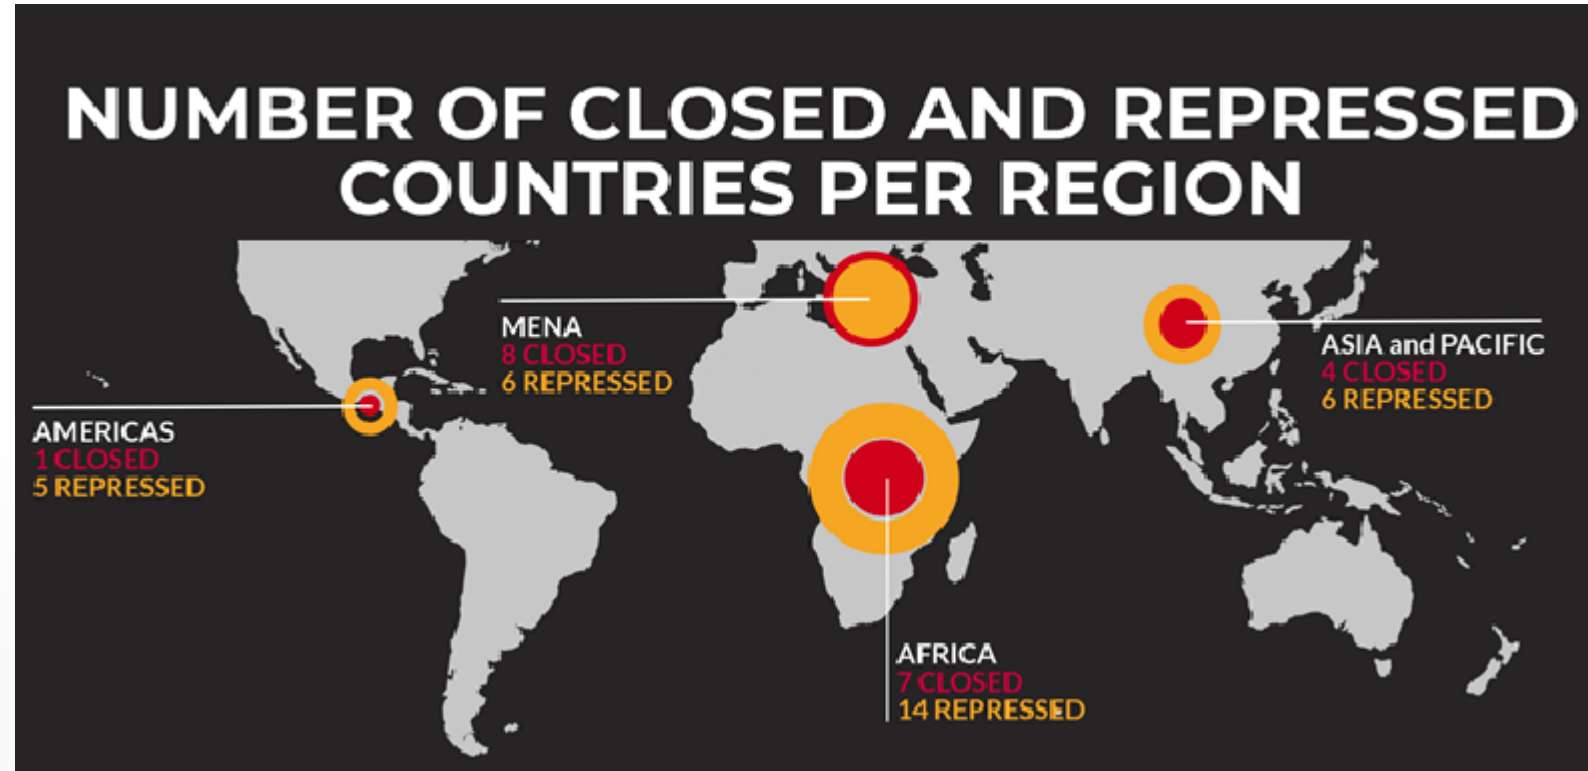 NUMBER OF CLOSED AND REPRESSED
COUNTRIES PER REGION
MENA
8 CLOSED
6 REPRESSED
ASIA and PACIFIC
4 CLOSED
6 REPRESSED
AMERICAS
1 CLOSED
5 REPRESSED
AFRICA
7 CLOSED
14 REPRESSED